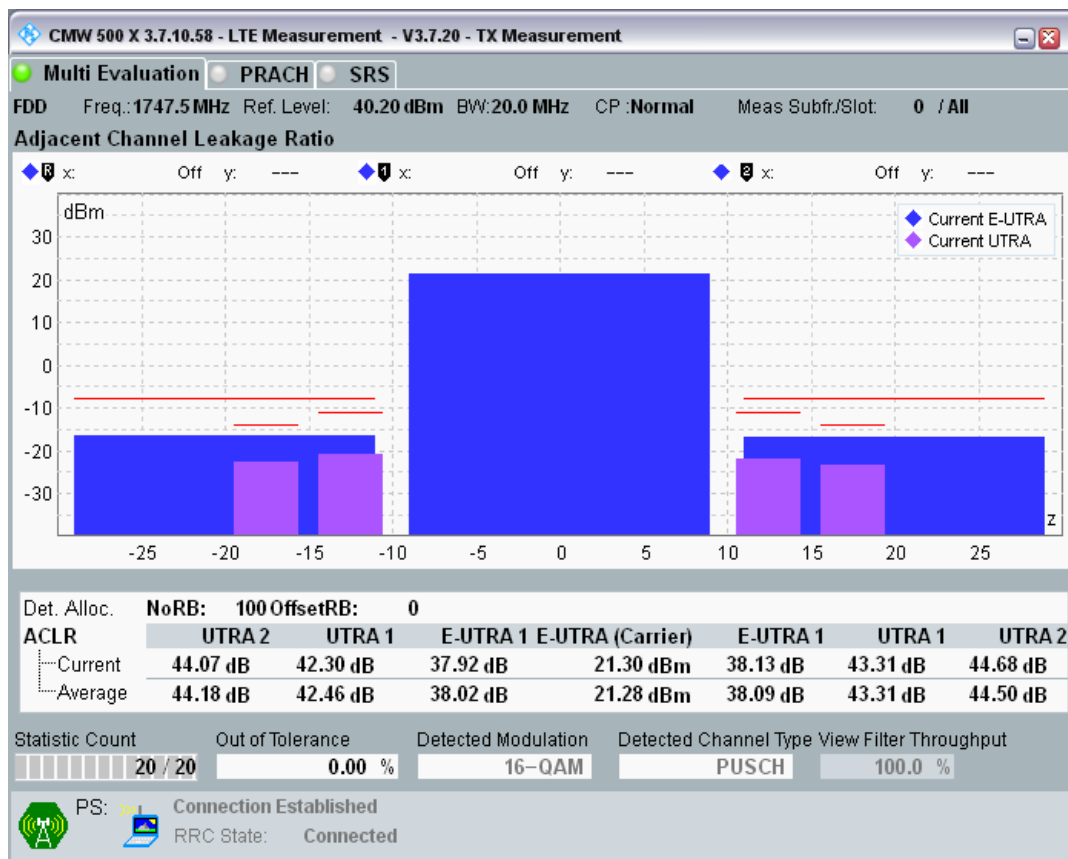 CMW 500 X 3.7.10.58 - LTE Measurement - V3.7.20 - TX Measurement
Multi Evaluation PRACH SRS
FDD Freq.:1747.5 MHz Ref. Level: 40.20 dBm BW:20.0 MHz CP :Normal Meas Subfr./Slot: 0 / All
Adjacent Channel Leakage Ratio
R x: Off y: --- 1 x: Off y: --- 2 x: Off y: ---
dBm
Current E-UTRA
Current UTRA
30
20
10
0
-10
-20
-30
z
-25 -20 -15 -10 -5 0 5 10 15 20 25
Det. Alloc. NoRB: 100 OffsetRB: 0
ACLR UTRA 2 UTRA 1 E-UTRA 1 E-UTRA (Carrier) E-UTRA 1 UTRA 1 UTRA 2
Current 44.07 dB 42.30 dB 37.92 dB 21.30 dBm 38.13 dB 43.31 dB 44.68 dB
Average 44.18 dB 42.46 dB 38.02 dB 21.28 dBm 38.09 dB 43.31 dB 44.50 dB
Statistic Count Out of Tolerance Detected Modulation Detected Channel Type View Filter Throughput
20 / 20 0.00 % 16-QAM PUSCH 100.0 %
PS: Connection Established
RRC State: Connected